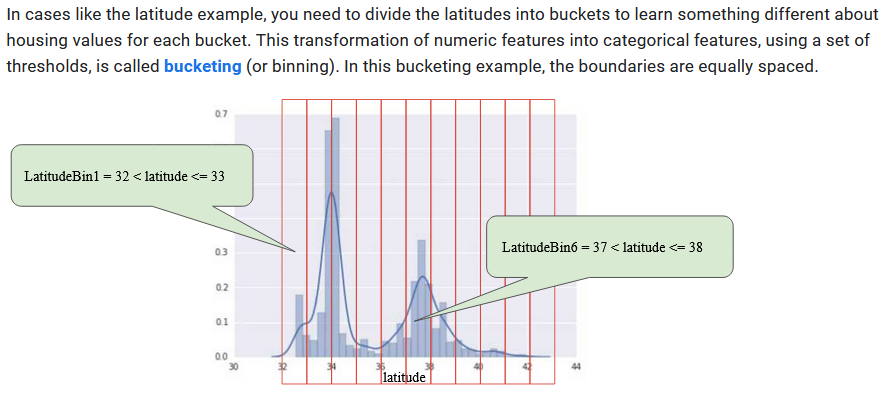 In cases like the latitude example, you need to divide the latitudes into buckets to learn something different about
housing values for each bucket. This transformation of numeric features into categorical features, using a set of
thresholds, is called bucketing (or binning). In this bucketing example, the boundaries are equally spaced.
0.7
LatitudeBin1 = 32 < latitude <= 33
LatitudeBin6 = 37 < latitude <= 38
0.3
0.2
0.1
0.0
30 32 34 36 38 40 42 44
latitude